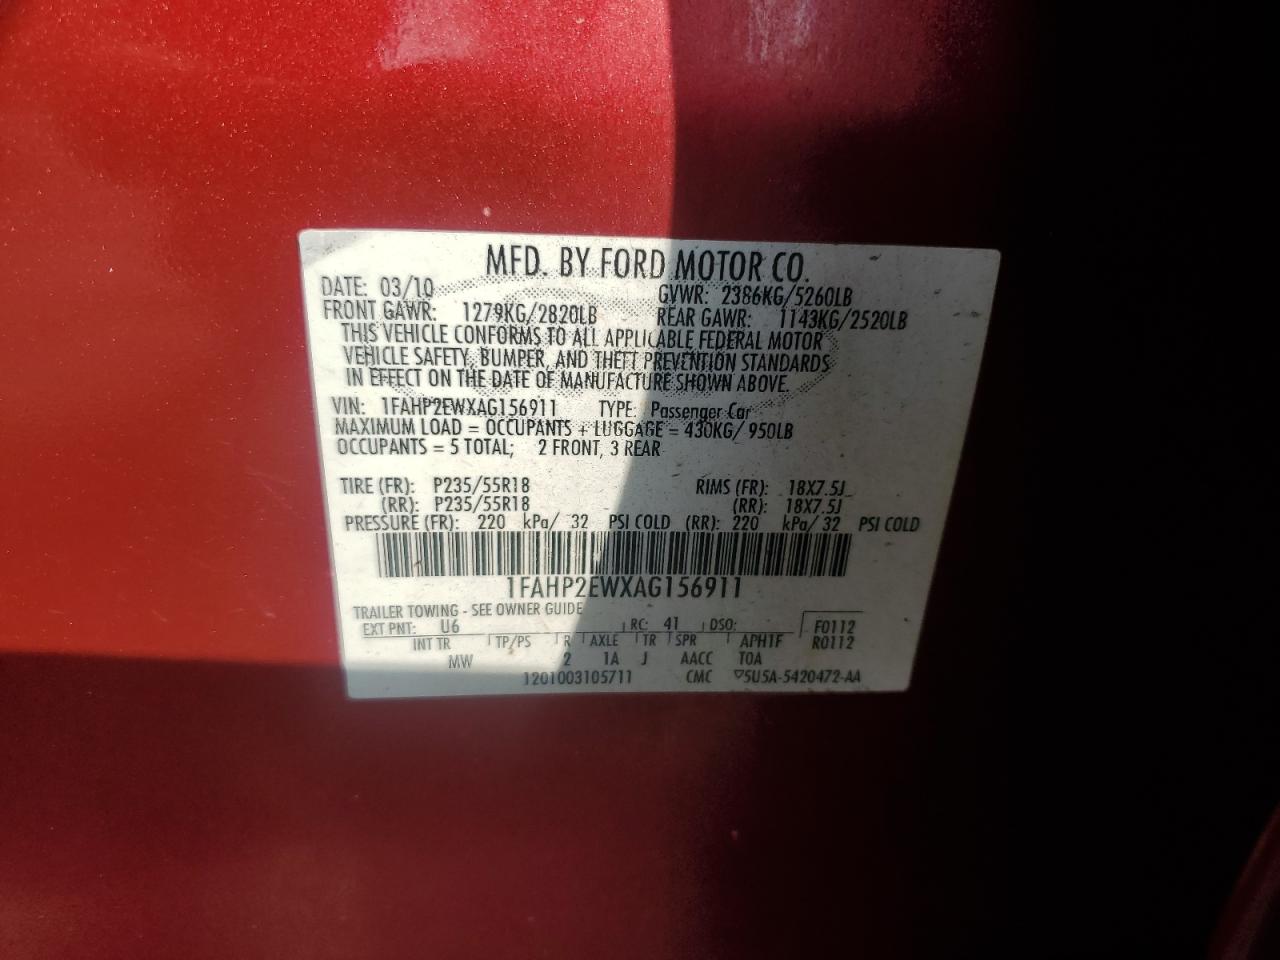 MFD. BY FORD MOTOR CO.
DATE: 03/10 GVWR: 2386KG/5260LB
FRONT GAWR: 1279KG/2820LB REAR GAWR: 1143KG/2520LB
THIS VEHICLE CONFORMS TO ALL APPLICABLE FEDERAL MOTOR
VEHICLE SAFETY, BUMPER, AND THEFT PREVENTION STANDARDS
IN EFFECT ON THE DATE OF MANUFACTURE SHOWN ABOVE.
VIN: 1FAHP2EWXAG156911 TYPE: Passenger Car
MAXIMUM LOAD = OCCUPANTS + LUGGAGE = 430KG/ 950LB
OCCUPANTS = 5 TOTAL; 2 FRONT, 3 REAR
TIRE (FR): P235/55R18 RIMS (FR): 18X7.5J
(RR): P235/55R18 (RR): 18X7.5J
PRESSURE (FR): 220 kPa/ 32 PSI COLD (RR): 220 kPa/ 32 PSI COLD
1FAHP2EWXAG156911
TRAILER TOWING - SEE OWNER GUIDE
EXT PNT: U6 RC: 41 DSO: F0112
INT TR TP/PS R AXLE TR SPR APH1F R0112
MW 2 1A J AACC TOA
1201003105711 CMC ▽5U5A-5420472-AA